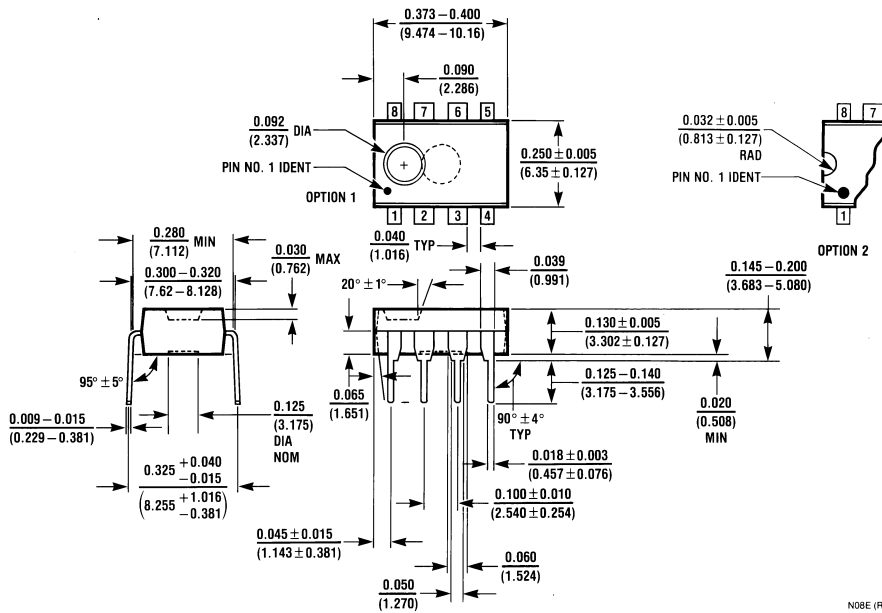 0.373 – 0.400
(9.474 – 10.16)
0.090
(2.286)
8 7 6 5
0.092 DIA
(2.337)
PIN NO. 1 IDENT
OPTION 1
1 2 3 4
0.250 ± 0.005
(6.35 ± 0.127)
0.032 ± 0.005
(0.813 ± 0.127)
RAD
PIN NO. 1 IDENT
8 7
1
OPTION 2
0.280 MIN
(7.112)
0.300 – 0.320
(7.62 – 8.128)
0.030 MAX
(0.762)
0.040 TYP
(1.016)
20° ± 1°
0.039
(0.991)
0.145 – 0.200
(3.683 – 5.080)
0.130 ± 0.005
(3.302 ± 0.127)
0.125 – 0.140
(3.175 – 3.556)
0.020
(0.508)
MIN
95° ± 5°
0.009 – 0.015
(0.229 – 0.381)
0.125
(3.175)
DIA
NOM
0.065
(1.651)
90° ± 4°
TYP
0.018 ± 0.003
(0.457 ± 0.076)
0.325 +0.040
−0.015
(8.255 +1.016
−0.381)
0.100 ± 0.010
(2.540 ± 0.254)
0.045 ± 0.015
(1.143 ± 0.381)
0.060
(1.524)
0.050
(1.270)
N08E (R